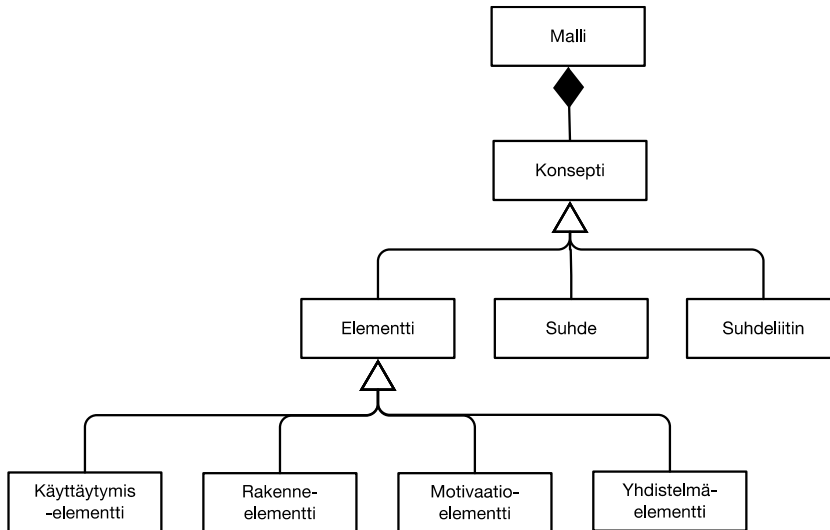 Malli
Konsepti
Elementti
Suhde
Suhdeliitin
Käyttäytymis
-elementti
Rakenne-
elementti
Motivaatio-
elementti
Yhdistelmä-
elementti